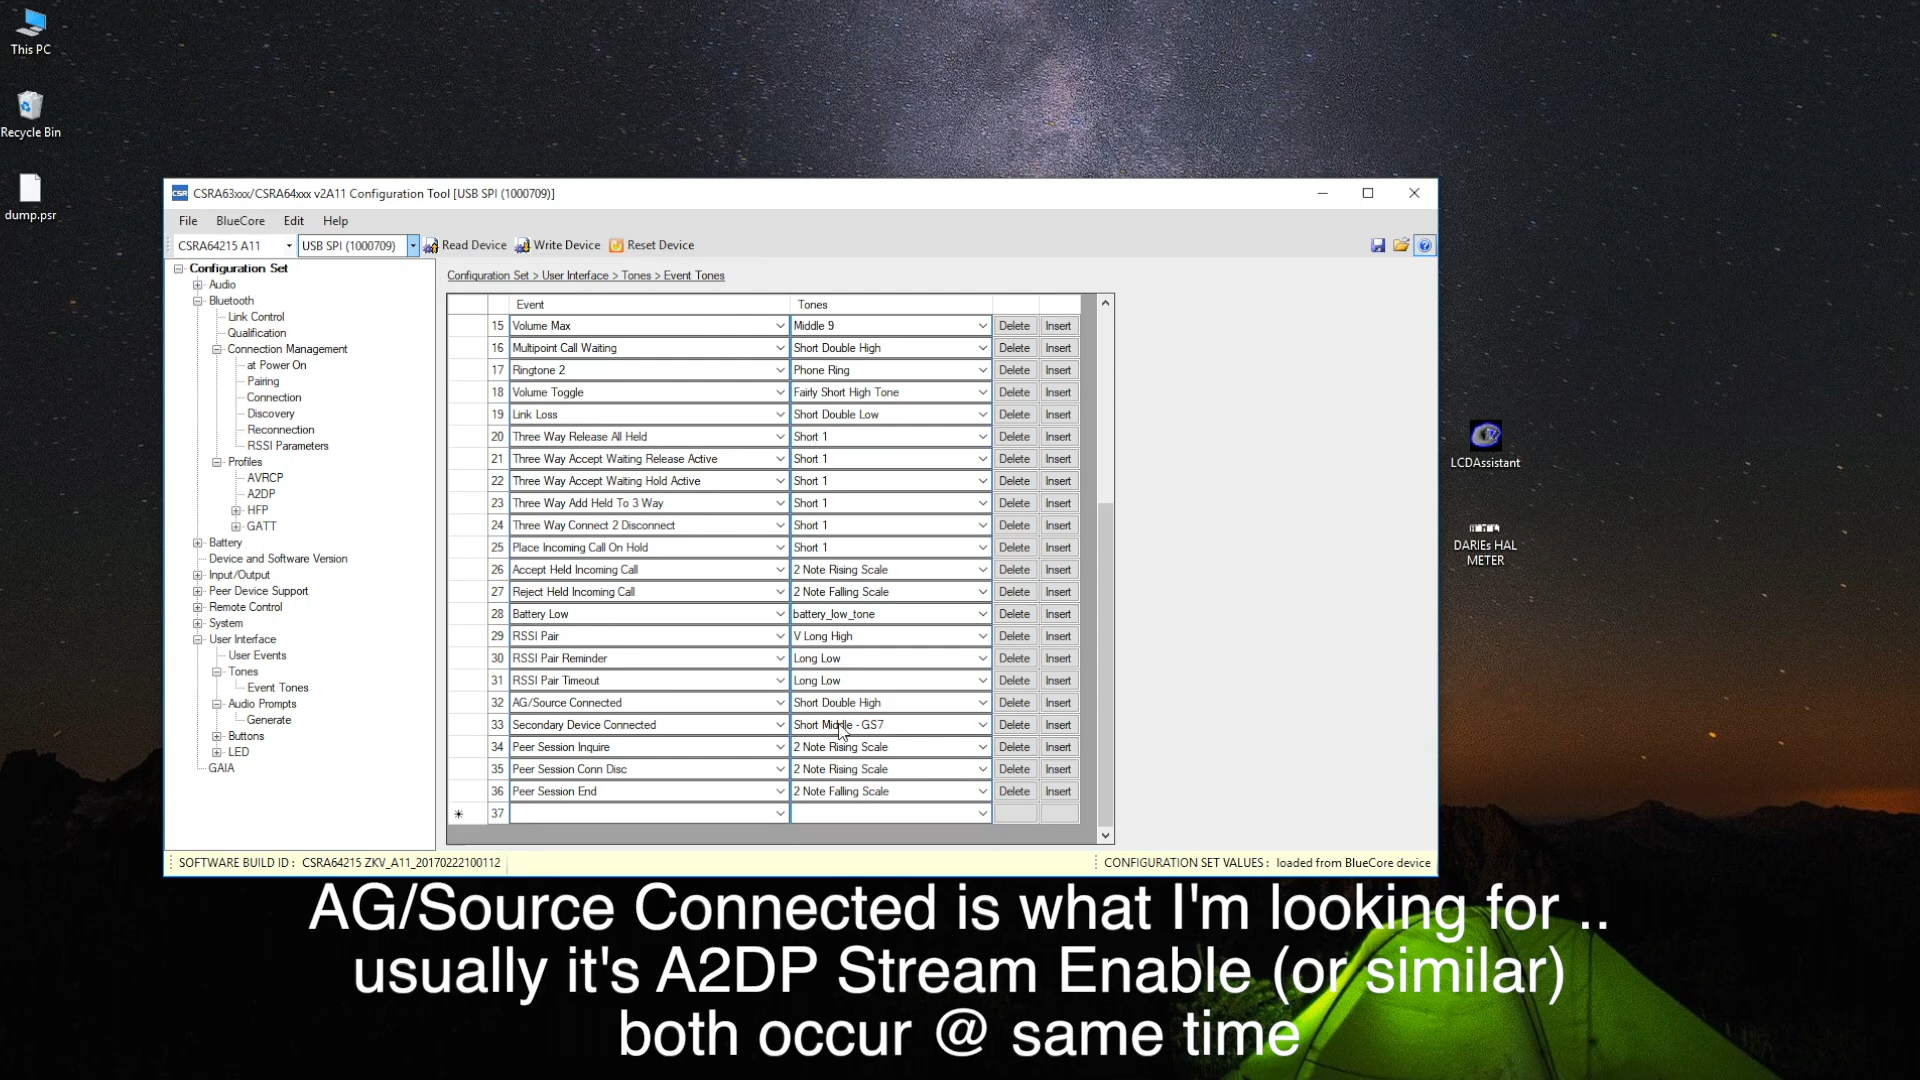 This PC
Recycle Bin
dump.psr
LCDAssistant
DARIEs HAL
METER
CSR CSRA63xxx/CSRA64xxx v2A11 Configuration Tool [USB SPI (1000709)]
File BlueCore Edit Help
CSRA64215 A11 USB SPI (1000709) Read Device Write Device Reset Device
Configuration Set
Audio
Bluetooth
Link Control
Qualification
Connection Management
at Power On
Pairing
Connection
Discovery
Reconnection
RSSI Parameters
Profiles
AVRCP
A2DP
HFP
GATT
Battery
Device and Software Version
Input/Output
Peer Device Support
Remote Control
System
User Interface
User Events
Tones
Event Tones
Audio Prompts
Generate
Buttons
LED
GAIA
Configuration Set > User Interface > Tones > Event Tones
Event Tones
15 Volume Max Middle 9 Delete Insert
16 Multipoint Call Waiting Short Double High Delete Insert
17 Ringtone 2 Phone Ring Delete Insert
18 Volume Toggle Fairly Short High Tone Delete Insert
19 Link Loss Short Double Low Delete Insert
20 Three Way Release All Held Short 1 Delete Insert
21 Three Way Accept Waiting Release Active Short 1 Delete Insert
22 Three Way Accept Waiting Hold Active Short 1 Delete Insert
23 Three Way Add Held To 3 Way Short 1 Delete Insert
24 Three Way Connect 2 Disconnect Short 1 Delete Insert
25 Place Incoming Call On Hold Short 1 Delete Insert
26 Accept Held Incoming Call 2 Note Rising Scale Delete Insert
27 Reject Held Incoming Call 2 Note Falling Scale Delete Insert
28 Battery Low battery_low_tone Delete Insert
29 RSSI Pair V Long High Delete Insert
30 RSSI Pair Reminder Long Low Delete Insert
31 RSSI Pair Timeout Long Low Delete Insert
32 AG/Source Connected Short Double High Delete Insert
33 Secondary Device Connected Short Middle - GS7 Delete Insert
34 Peer Session Inquire 2 Note Rising Scale Delete Insert
35 Peer Session Conn Disc 2 Note Rising Scale Delete Insert
36 Peer Session End 2 Note Falling Scale Delete Insert
37
SOFTWARE BUILD ID : CSRA64215 ZKV_A11_20170222100112
CONFIGURATION SET VALUES : loaded from BlueCore device
AG/Source Connected is what I'm looking for ..
usually it's A2DP Stream Enable (or similar)
both occur @ same time